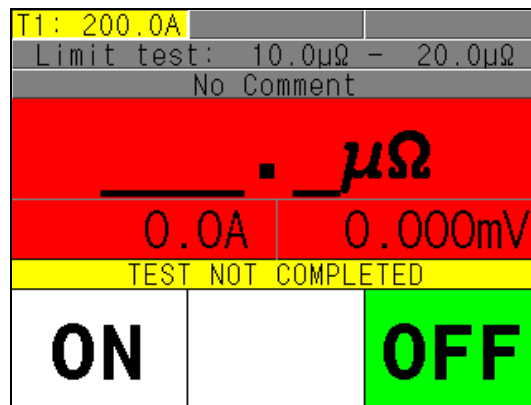 T1: 200.0A
Limit test: 10.0µΩ – 20.0µΩ
No Comment
____._µΩ
0.0A 0.000mV
TEST NOT COMPLETED
ON OFF